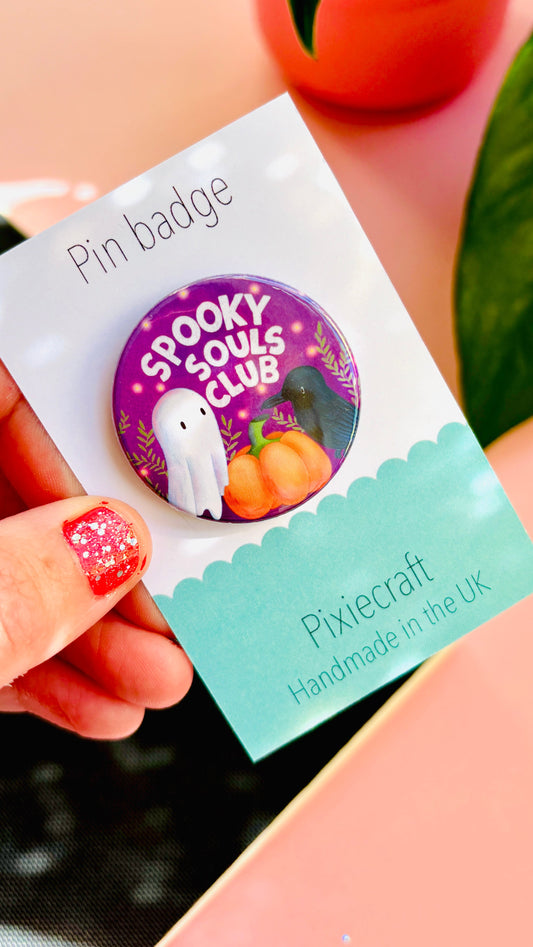 Pin badge
SPOOKY
SOULS
CLUB
Pixiecraft
Handmade in the UK